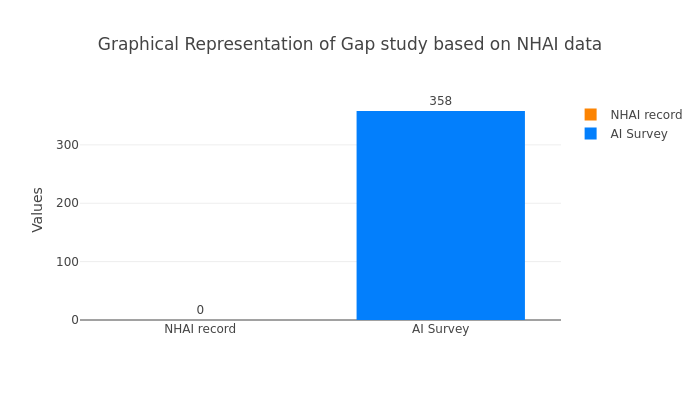 Graphical Representation of Gap study based on NHAI data
358
NHAI record
AI Survey
300
200
100
0
Values
0
NHAI record
AI Survey